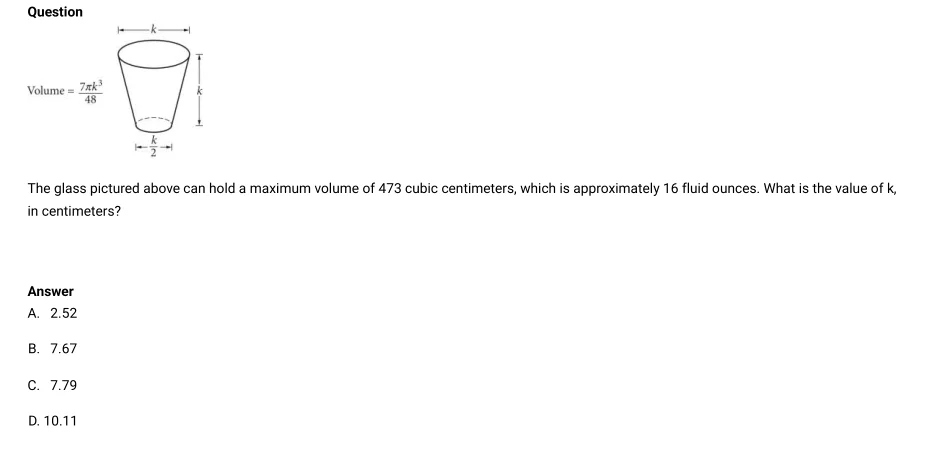 Question
k
Volume = 7πk³
48
k
k
2
The glass pictured above can hold a maximum volume of 473 cubic centimeters, which is approximately 16 fluid ounces. What is the value of k,
in centimeters?
Answer
A. 2.52
B. 7.67
C. 7.79
D. 10.11